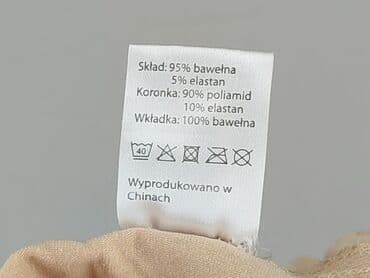 Skład: 95% bawełna
5% elastan
Koronka: 90% poliamid
10% elastan
Wkładka: 100% bawełna
40
Wyprodukowano w
Chinach